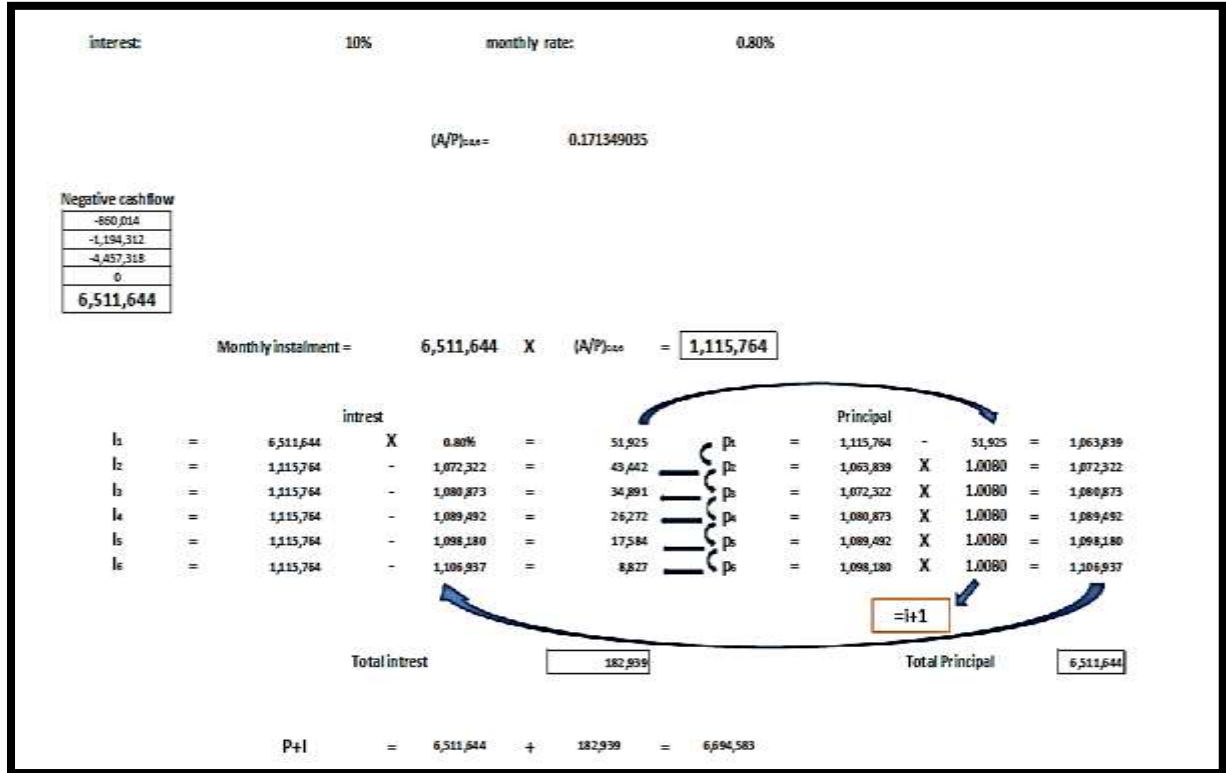 interest: 10% monthly rate: 0.80%
(A/P) = 0.171349035
Negative cashflow
-860,014
-1,194,312
-4,457,318
0
6,511,644
Monthly instalment = 6,511,644 X (A/P) = 1,115,764
intrest Principal
I₁ = 6,511,644 X 0.80% = 51,925 p₁ = 1,115,764 - 51,925 = 1,063,839
I₂ = 1,115,764 - 1,072,322 = 43,442 p₂ = 1,063,839 X 1.0080 = 1,072,322
I₃ = 1,115,764 - 1,080,873 = 34,891 p₃ = 1,072,322 X 1.0080 = 1,080,873
I₄ = 1,115,764 - 1,089,492 = 26,272 p₄ = 1,080,873 X 1.0080 = 1,089,492
I₅ = 1,115,764 - 1,098,180 = 17,584 p₅ = 1,089,492 X 1.0080 = 1,098,180
I₆ = 1,115,764 - 1,106,937 = 8,827 p₆ = 1,098,180 X 1.0080 = 1,106,937
=i+1
Total intrest 182,939 Total Principal 6,511,644
P+I = 6,511,644 + 182,939 = 6,694,583